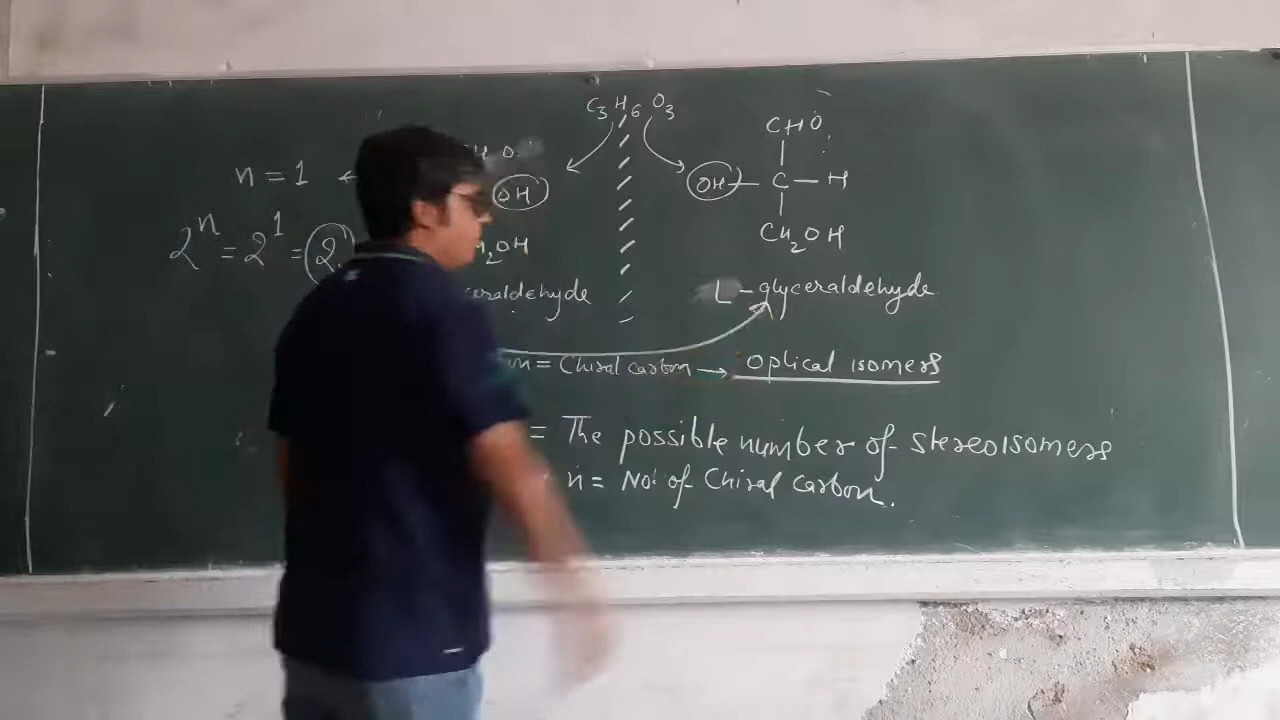 C3H6O3
CHO
n = 1 ←
OH
OH — C — H
2^n = 2^1 = 2
2OH
CH2OH
L - glyceraldehyde
= Chiral carbon → optical isomers
= The possible number of stereoisomers
n = No. of Chiral carbon.